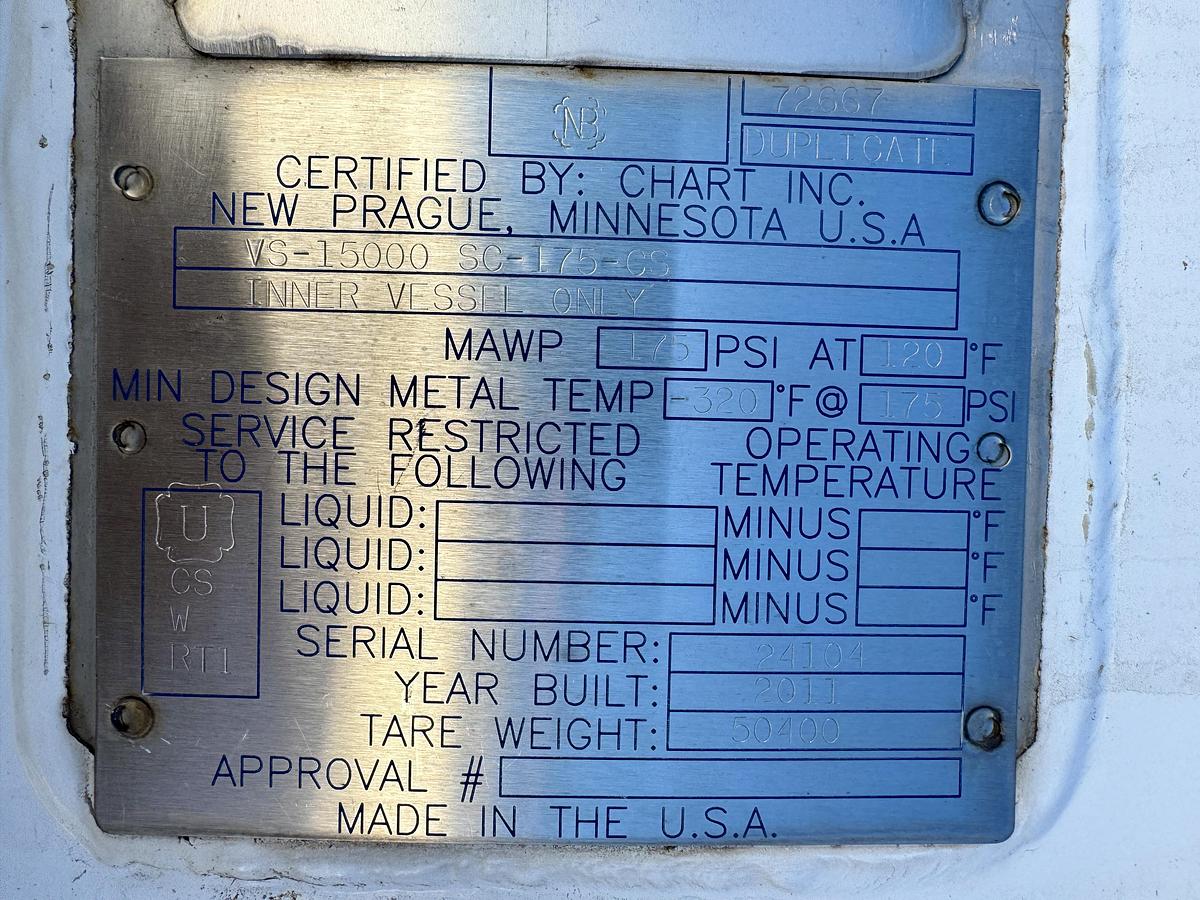 NB 72667
DUPLICATE
CERTIFIED BY: CHART INC.
NEW PRAGUE, MINNESOTA U.S.A
VS-15000 SC-175-CS
INNER VESSEL ONLY
MAWP 175 PSI AT 120 °F
MIN DESIGN METAL TEMP -320 °F @ 175 PSI
SERVICE RESTRICTED OPERATING
TO THE FOLLOWING TEMPERATURE
U
CS
W
RT1
LIQUID: MINUS °F
LIQUID: MINUS °F
LIQUID: MINUS °F
SERIAL NUMBER: 24104
YEAR BUILT: 2011
TARE WEIGHT: 50400
APPROVAL #
MADE IN THE U.S.A.